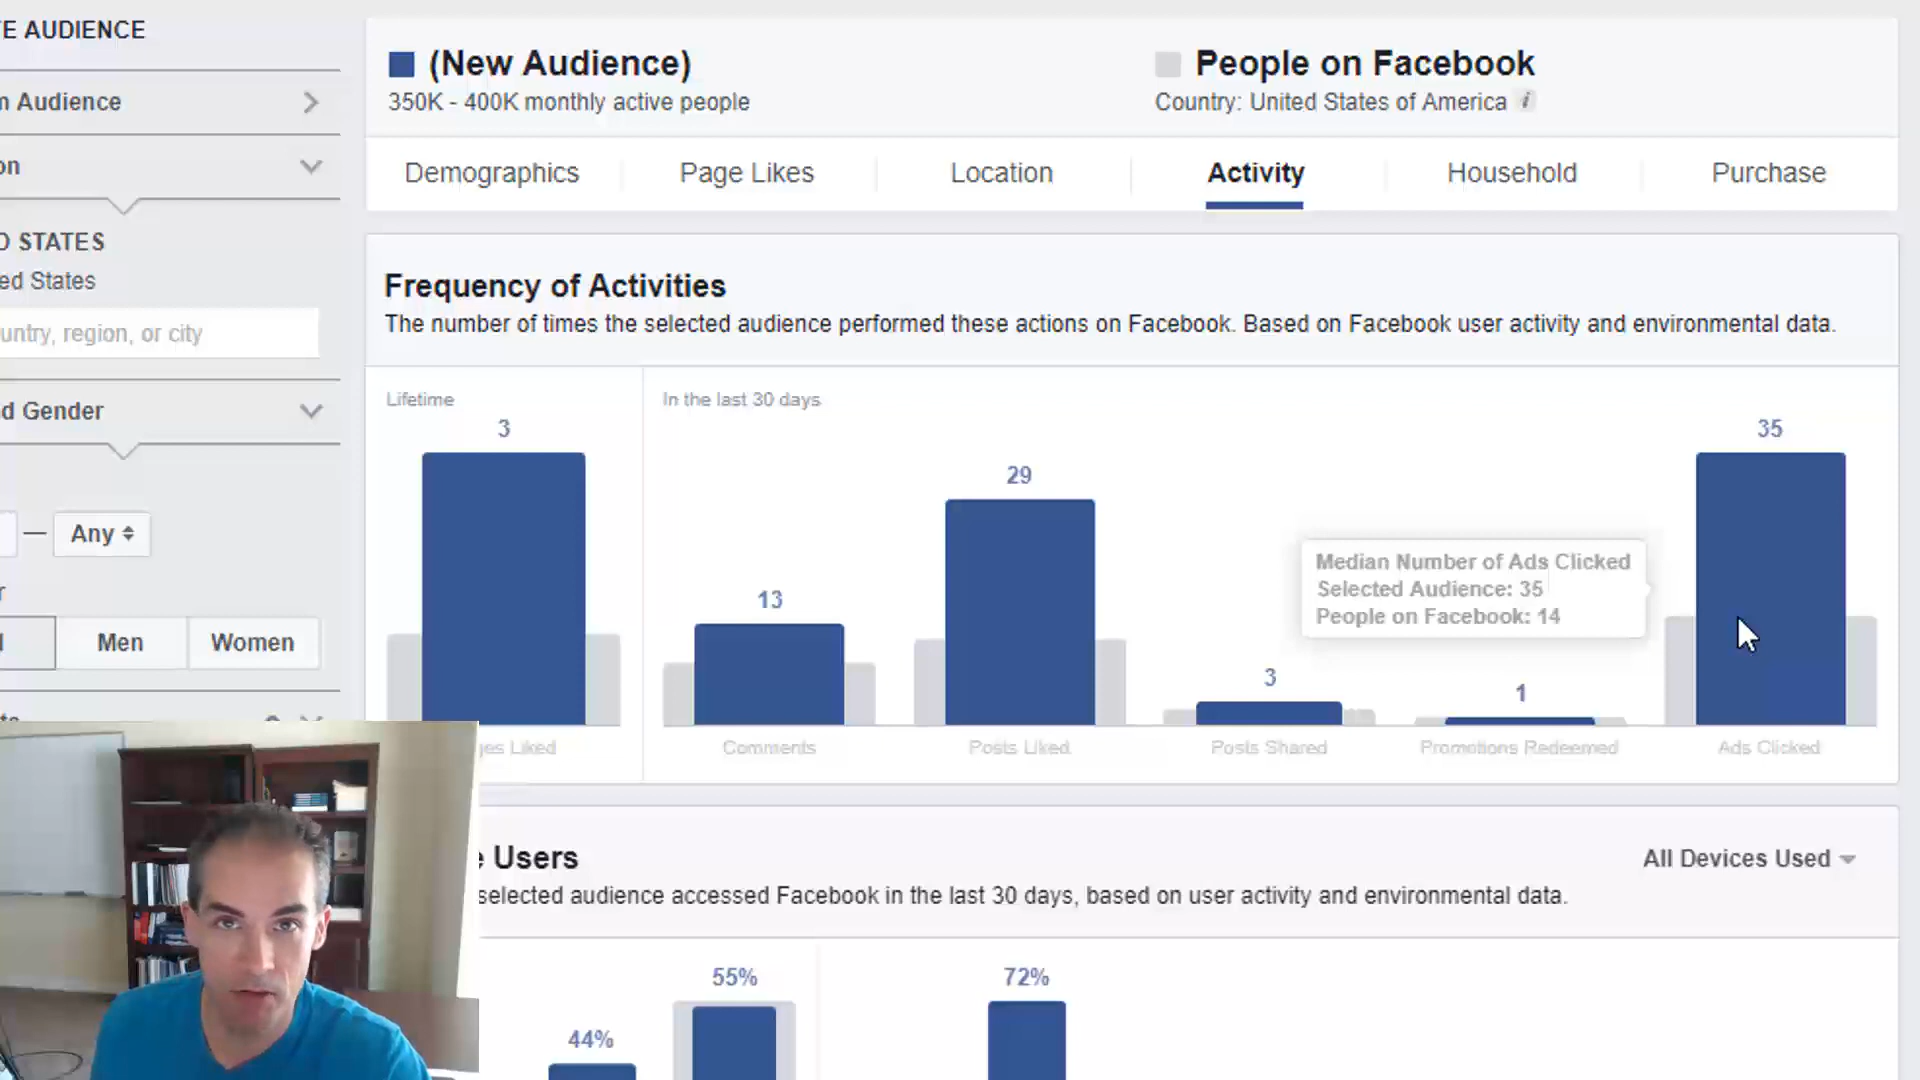 E AUDIENCE
m Audience
on
D STATES
ed States
untry, region, or city
d Gender
Any
Men
Women
(New Audience)
350K - 400K monthly active people
People on Facebook
Country: United States of America i
Demographics
Page Likes
Location
Activity
Household
Purchase
Frequency of Activities
The number of times the selected audience performed these actions on Facebook. Based on Facebook user activity and environmental data.
Lifetime
In the last 30 days
3
13
29
3
1
35
Median Number of Ads Clicked
Selected Audience: 35
People on Facebook: 14
ges Liked
Comments
Posts Liked
Posts Shared
Promotions Redeemed
Ads Clicked
e Users
All Devices Used
selected audience accessed Facebook in the last 30 days, based on user activity and environmental data.
44%
55%
72%